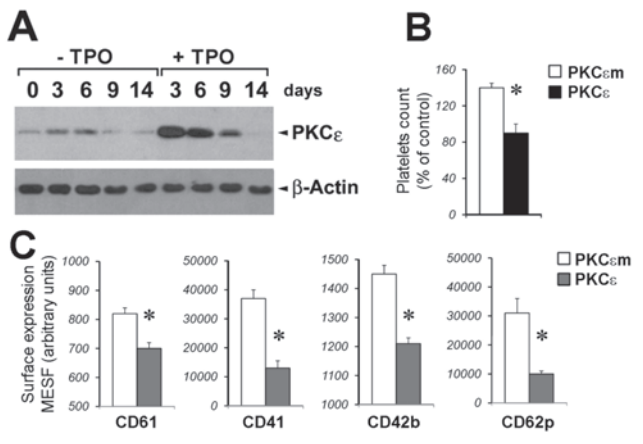 A
B
- TPO + TPO
0 3 6 9 14 3 6 9 14 days
PKCε
β-Actin
Platelets count
(% of control)
160
120
80
40
0
*
PKCεm
PKCε
C
Surface expression
MESF (arbitrary units)
900
800
700
600
500
*
CD61
50000
40000
30000
20000
10000
0
*
CD41
1500
1400
1300
1200
1100
1000
*
CD42b
50000
40000
30000
20000
10000
0
*
CD62p
PKCεm
PKCε